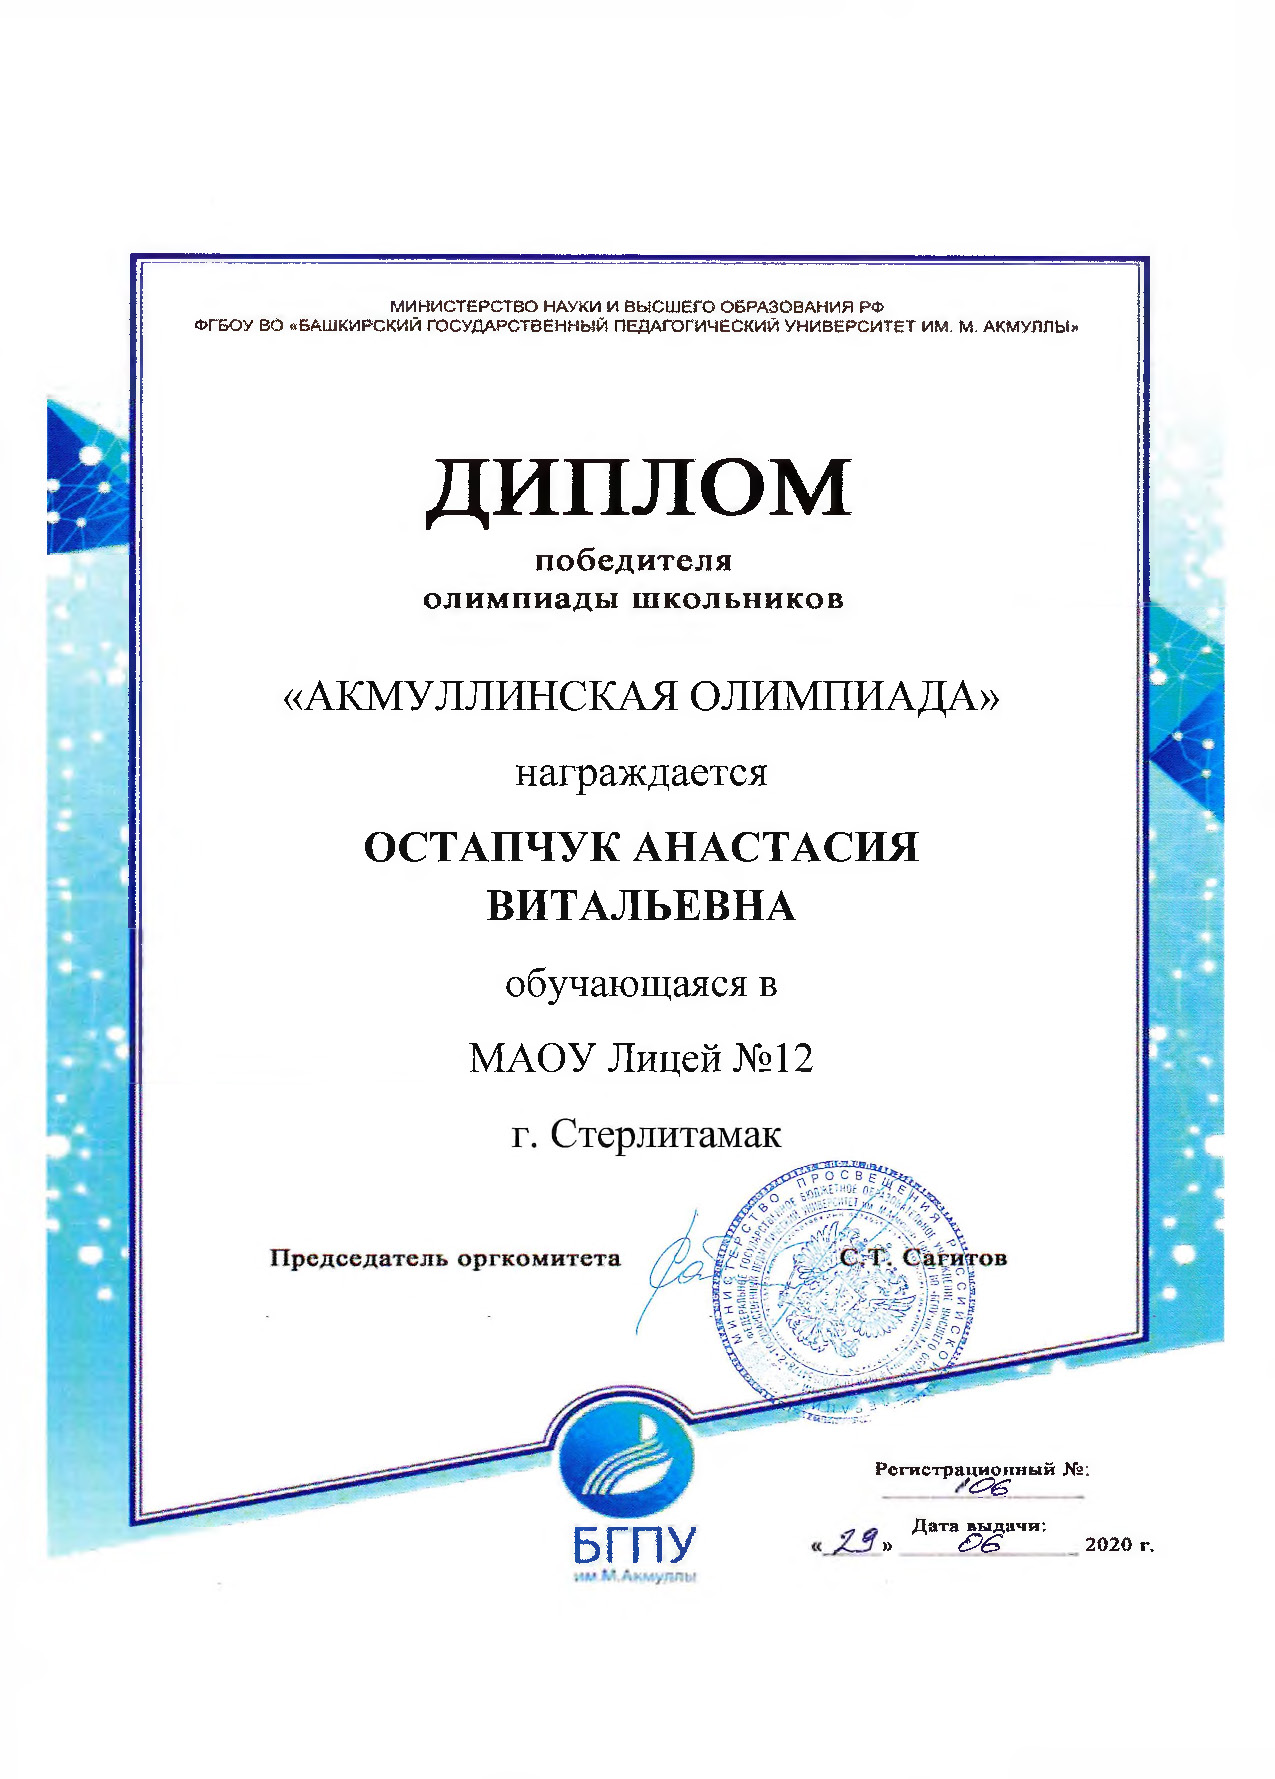 МИНИСТЕРСТВО НАУКИ И ВЫСШЕГО ОБРАЗОВАНИЯ РФ
ФГБОУ ВО «БАШКИРСКИЙ ГОСУДАРСТВЕННЫЙ ПЕДАГОГИЧЕСКИЙ УНИВЕРСИТЕТ ИМ. М. АКМУЛЛЫ»
ДИПЛОМ
победителя
олимпиады школьников
«АКМУЛЛИНСКАЯ ОЛИМПИАДА»
награждается
ОСТАПЧУК АНАСТАСИЯ
ВИТАЛЬЕВНА
обучающаяся в
МАОУ Лицей №12
г. Стерлитамак
МИНИСТЕРСТВО ПРОСВЕЩЕНИЯ РОССИЙСКОЙ
Председатель оргкомитета С.Т. Сагитов
Регистрационный №:
106
Дата выдачи:
«29» 06 2020 г.
БГПУ
им.М.Акмуллы